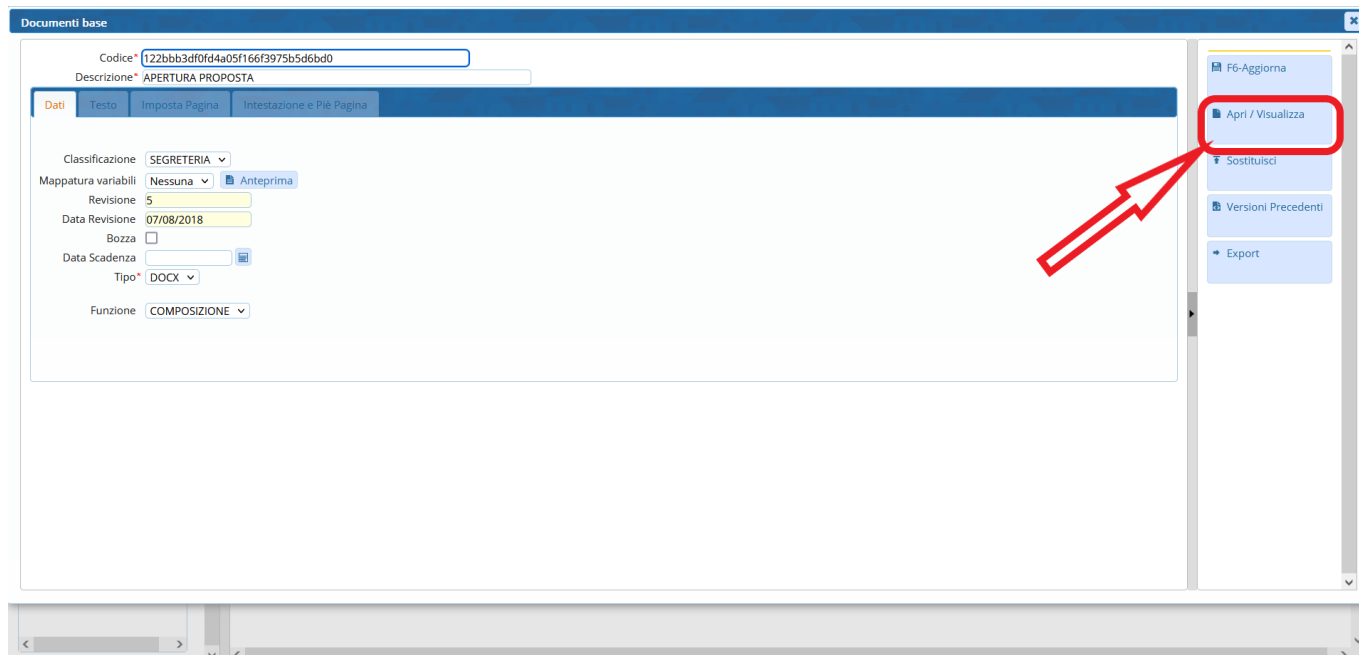 Documenti base
Codice* 122bbb3df0fd4a05f166f3975b5d6bd0
Descrizione* APERTURA PROPOSTA
Dati Testo Imposta Pagina Intestazione e Piè Pagina
Classificazione SEGRETERIA
Mappatura variabili Nessuna Anteprima
Revisione 5
Data Revisione 07/08/2018
Bozza
Data Scadenza
Tipo* DOCX
Funzione COMPOSIZIONE
F6-Aggiorna
Apri / Visualizza
Sostituisci
Versioni Precedenti
Export